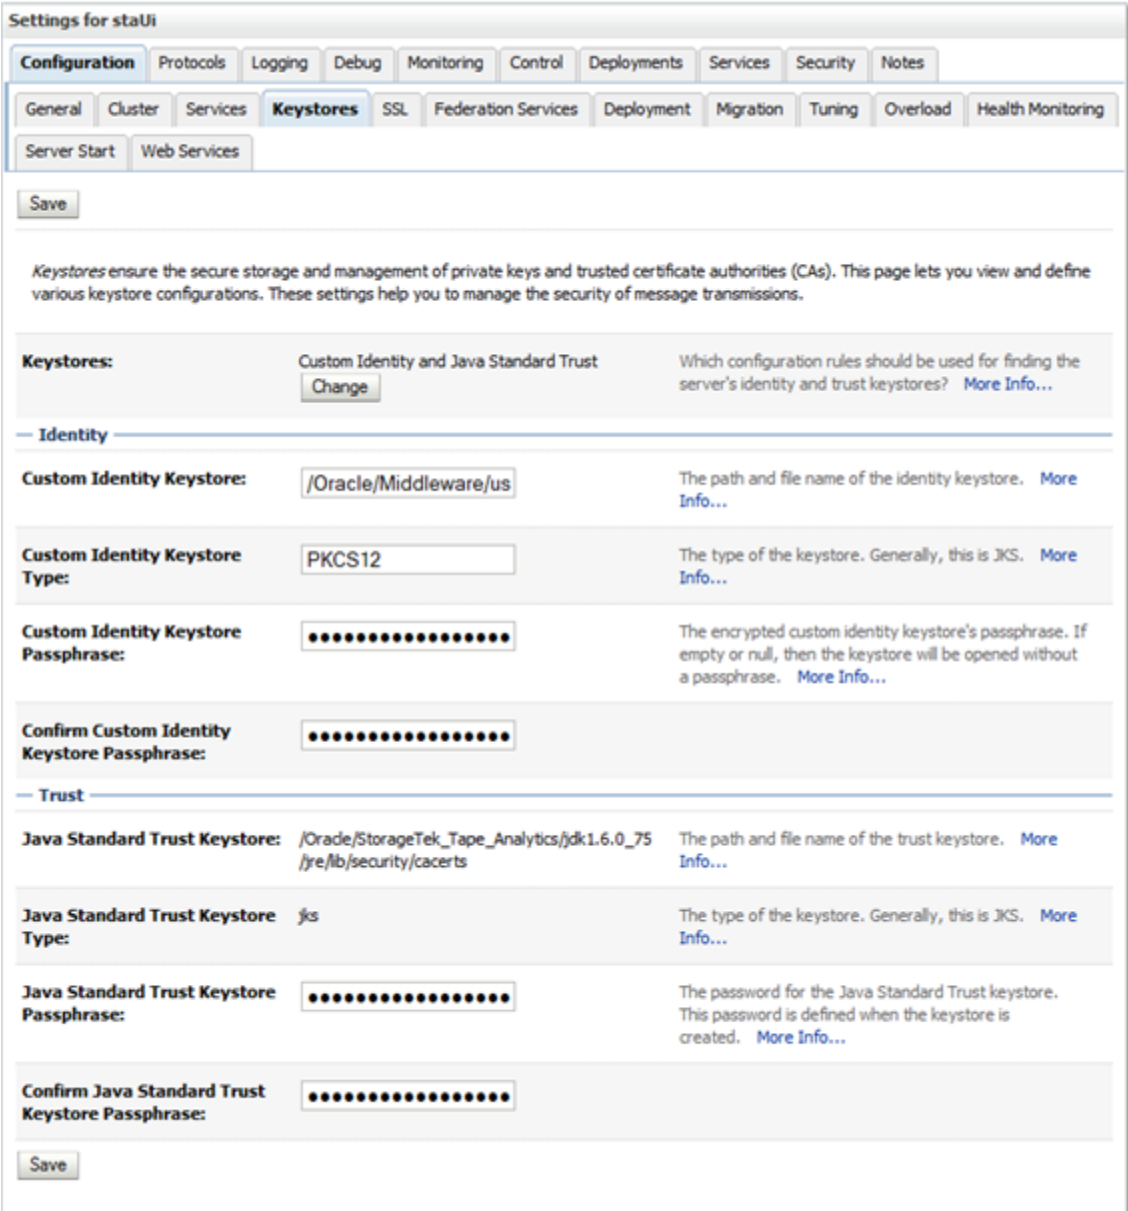 Settings for staUi
Configuration Protocols Logging Debug Monitoring Control Deployments Services Security Notes
General Cluster Services Keystores SSL Federation Services Deployment Migration Tuning Overload Health Monitoring
Server Start Web Services
Save
Keystores ensure the secure storage and management of private keys and trusted certificate authorities (CAs). This page lets you view and define
various keystore configurations. These settings help you to manage the security of message transmissions.
Keystores:
Custom Identity and Java Standard Trust
Change
Which configuration rules should be used for finding the
server's identity and trust keystores? More Info...
Identity
Custom Identity Keystore:
/Oracle/Middleware/us
The path and file name of the identity keystore. More
Info...
Custom Identity Keystore
Type:
PKCS12
The type of the keystore. Generally, this is JKS. More
Info...
Custom Identity Keystore
Passphrase:
•••••••••••••••••
The encrypted custom identity keystore's passphrase. If
empty or null, then the keystore will be opened without
a passphrase. More Info...
Confirm Custom Identity
Keystore Passphrase:
•••••••••••••••••
Trust
Java Standard Trust Keystore:
/Oracle/StorageTek_Tape_Analytics/jdk1.6.0_75
/jre/lib/security/cacerts
The path and file name of the trust keystore. More
Info...
Java Standard Trust Keystore
Type:
jks
The type of the keystore. Generally, this is JKS. More
Info...
Java Standard Trust Keystore
Passphrase:
•••••••••••••••••
The password for the Java Standard Trust keystore.
This password is defined when the keystore is
created. More Info...
Confirm Java Standard Trust
Keystore Passphrase:
•••••••••••••••••
Save